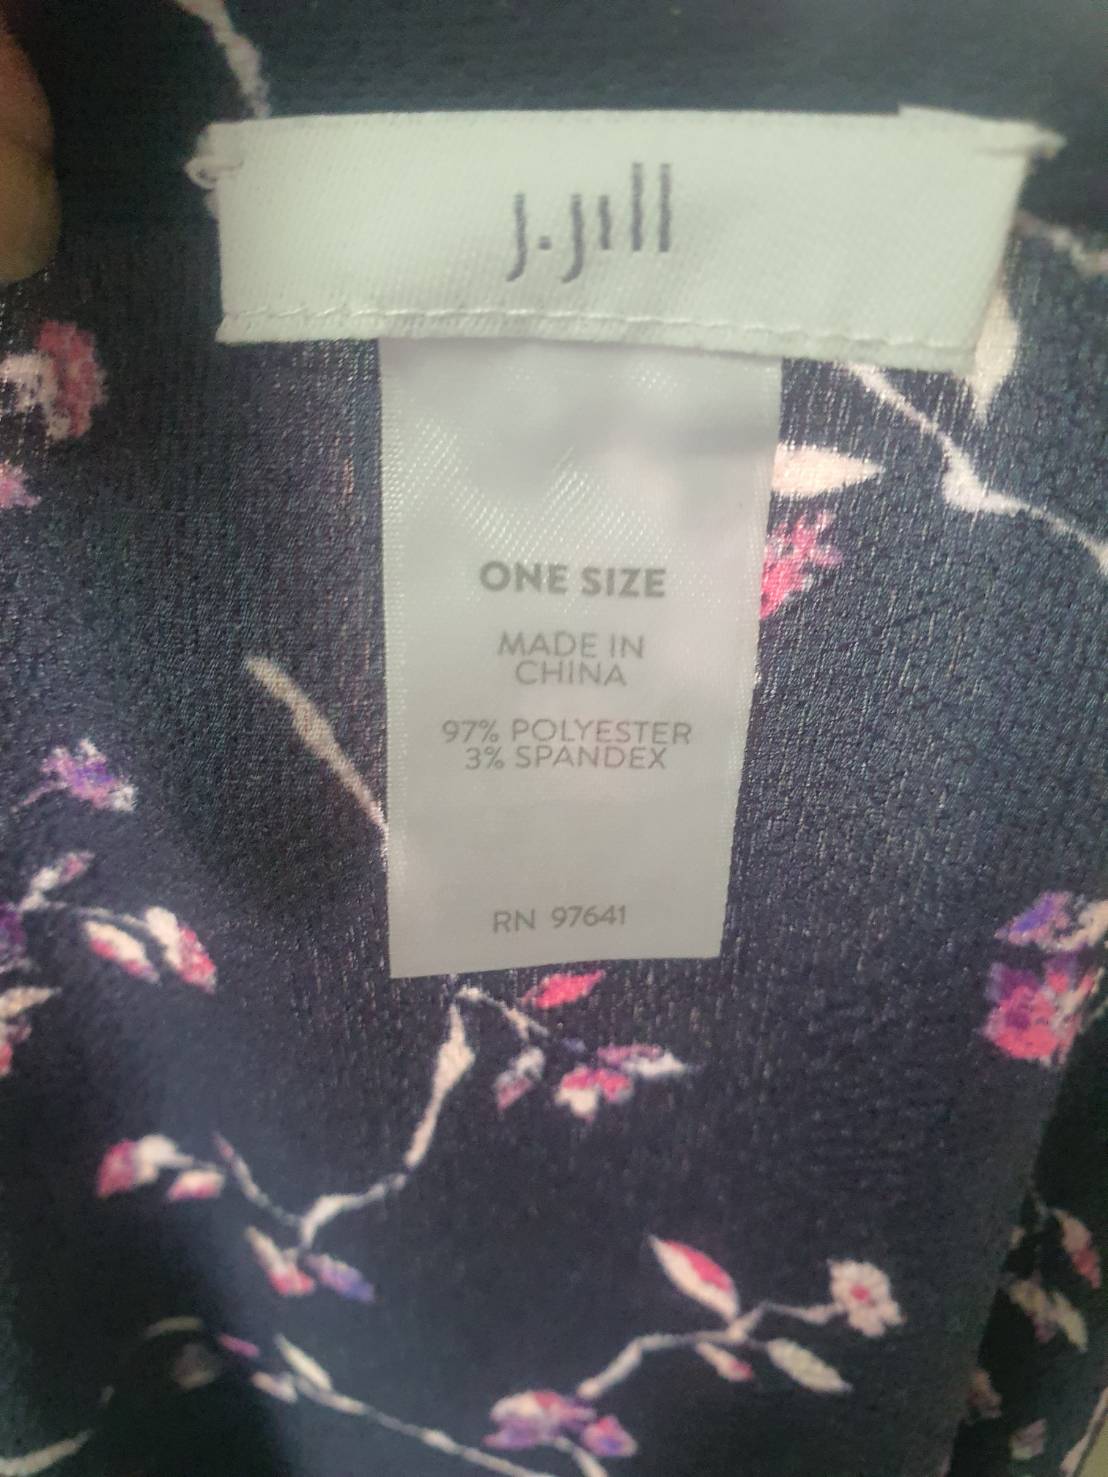 j.jill
ONE SIZE
MADE IN
CHINA
97% POLYESTER
3% SPANDEX
RN 97641